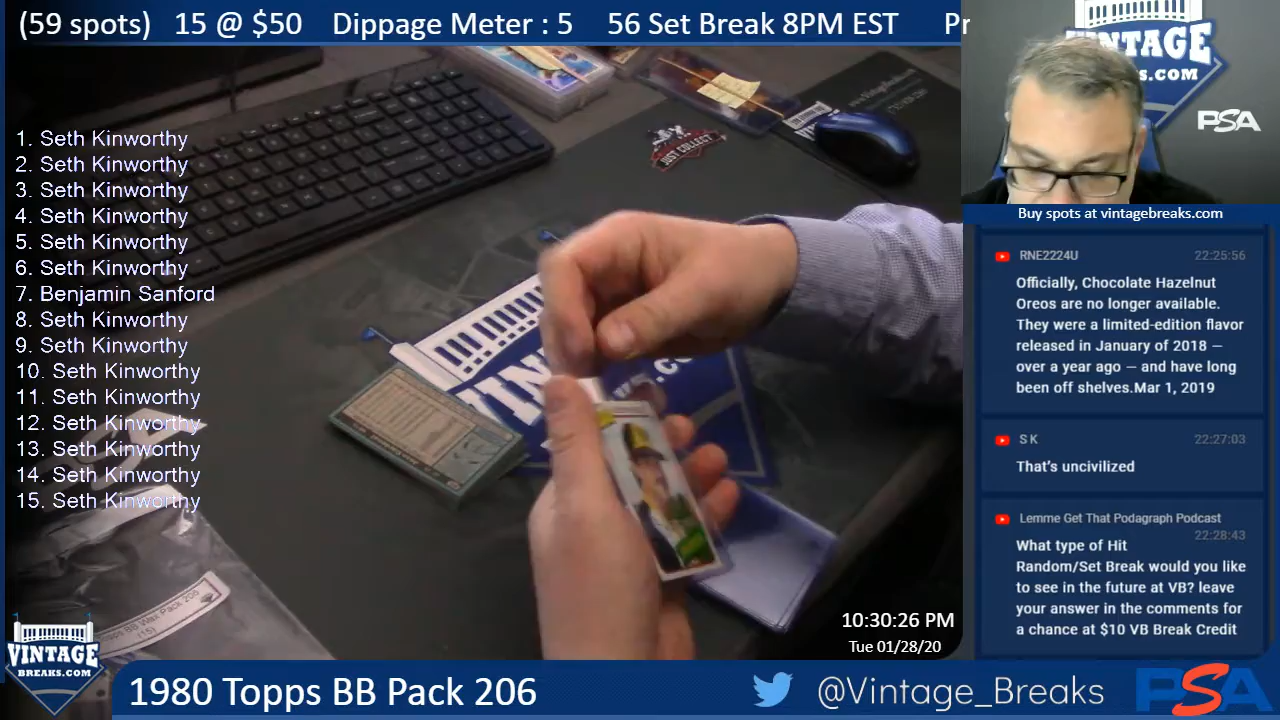 (59 spots) 15 @ $50 Dippage Meter : 5 56 Set Break 8PM EST Pr
1. Seth Kinworthy
2. Seth Kinworthy
3. Seth Kinworthy
4. Seth Kinworthy
5. Seth Kinworthy
6. Seth Kinworthy
7. Benjamin Sanford
8. Seth Kinworthy
9. Seth Kinworthy
10. Seth Kinworthy
11. Seth Kinworthy
12. Seth Kinworthy
13. Seth Kinworthy
14. Seth Kinworthy
15. Seth Kinworthy
JUST COLLECT
VINTAGE
PSA
Buy spots at vintagebreaks.com
RNE2224U 22:25:56
Officially, Chocolate Hazelnut
Oreos are no longer available.
They were a limited-edition flavor
released in January of 2018 —
over a year ago — and have long
been off shelves.Mar 1, 2019
S K 22:27:03
That's uncivilized
Lemme Get That Podagraph Podcast
22:28:43
What type of Hit
Random/Set Break would you like
to see in the future at VB? leave
your answer in the comments for
a chance at $10 VB Break Credit
BB Wax Pack 206
(15)
10:30:26 PM
Tue 01/28/20
VINTAGE
BREAKS.COM
1980 Topps BB Pack 206
@Vintage_Breaks
PSA